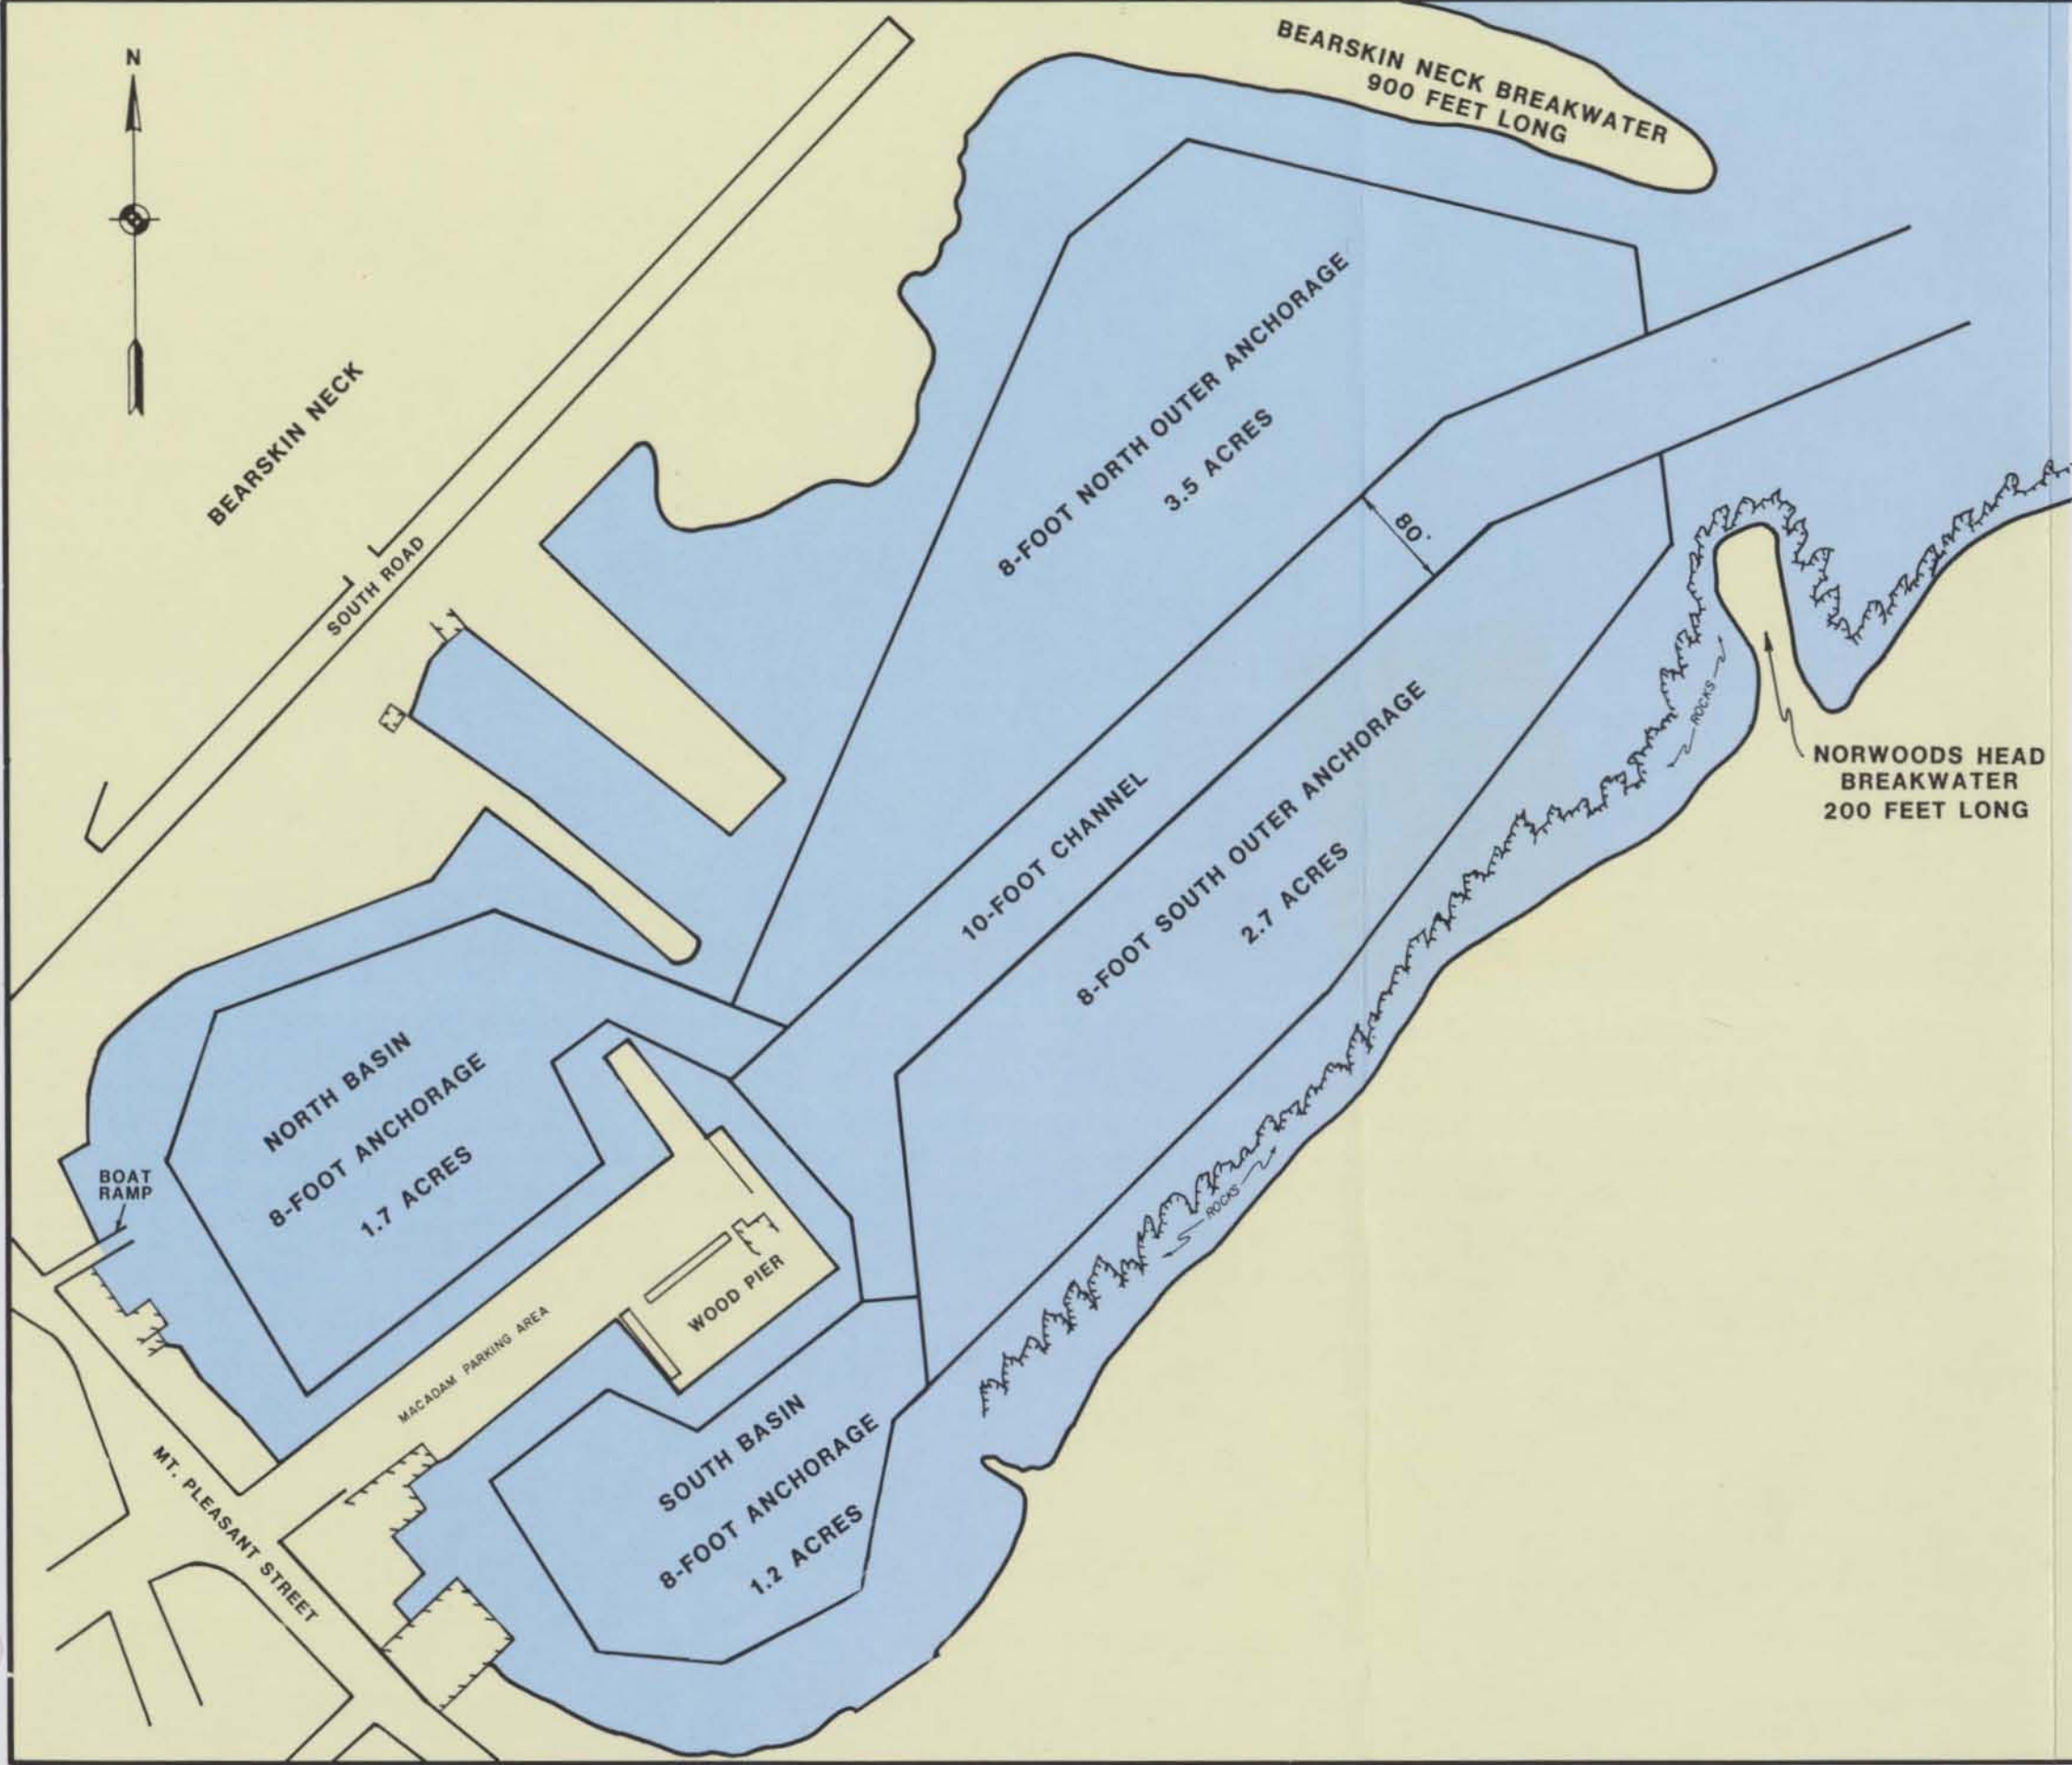 N
BEARSKIN NECK BREAKWATER
900 FEET LONG
BEARSKIN NECK
SOUTH ROAD
8-FOOT NORTH OUTER ANCHORAGE
3.5 ACRES
80'
10-FOOT CHANNEL
8-FOOT SOUTH OUTER ANCHORAGE
2.7 ACRES
ROCKS
NORWOODS HEAD
BREAKWATER
200 FEET LONG
NORTH BASIN
8-FOOT ANCHORAGE
1.7 ACRES
BOAT
RAMP
ROCKS
WOOD PIER
MACADAM PARKING AREA
SOUTH BASIN
8-FOOT ANCHORAGE
1.2 ACRES
MT. PLEASANT STREET